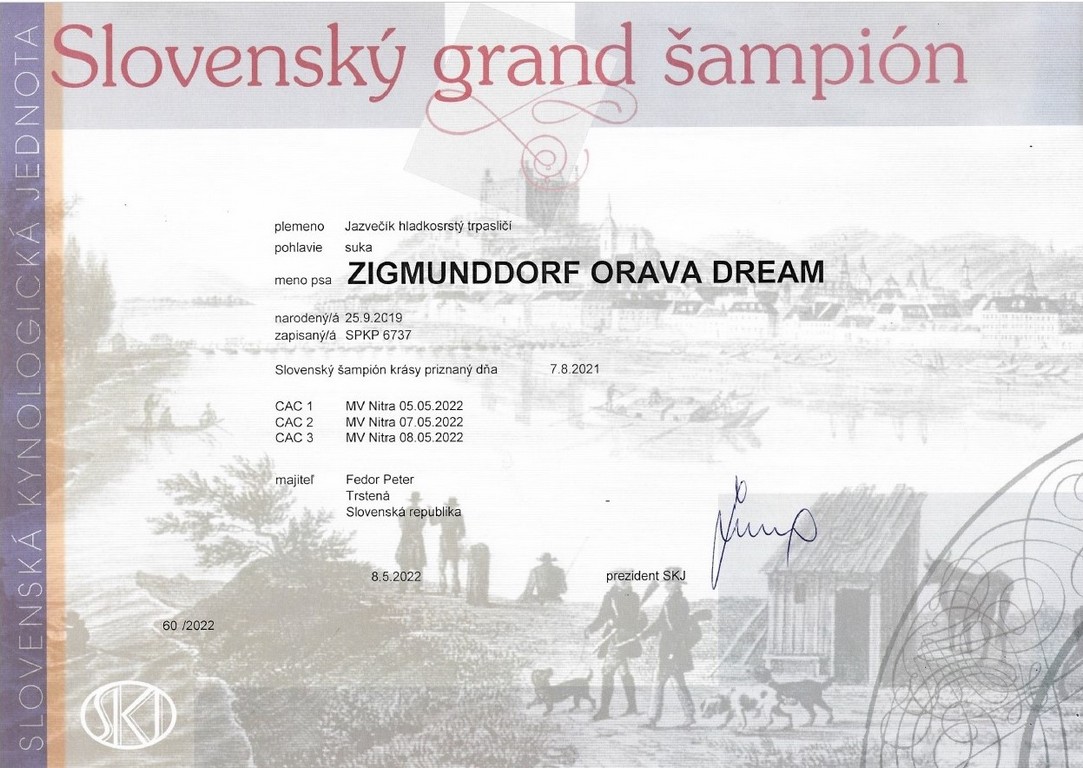 Slovenský grand šampión
SLOVENSKÁ KYNOLOGICKÁ JEDNOTA
plemeno Jazvečík hladkosrstý trpasličí
pohlavie suka
meno psa ZIGMUNDDORF ORAVA DREAM
narodený/á 25.9.2019
zapísaný/á SPKP 6737
Slovenský šampión krásy priznaný dňa 7.8.2021
CAC 1 MV Nitra 05.05.2022
CAC 2 MV Nitra 07.05.2022
CAC 3 MV Nitra 08.05.2022
majiteľ Fedor Peter
Trstená
Slovenská republika
8.5.2022
prezident SKJ
60 /2022
SKJ